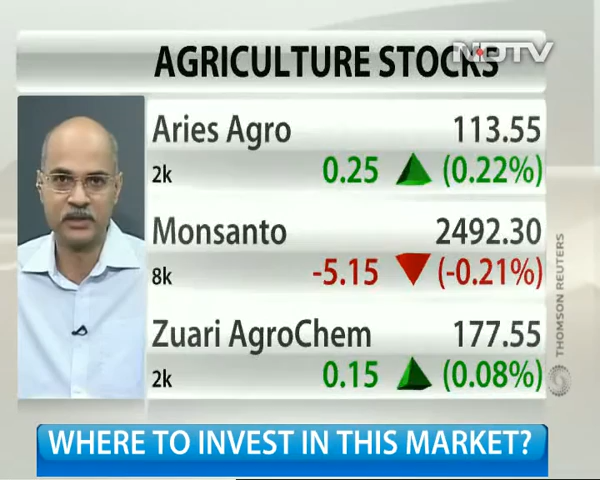 NDTV
AGRICULTURE STOCKS
Aries Agro 113.55
2k 0.25 (0.22%)
Monsanto 2492.30
8k -5.15 (-0.21%)
Zuari AgroChem 177.55
2k 0.15 (0.08%)
THOMSON REUTERS
WHERE TO INVEST IN THIS MARKET?